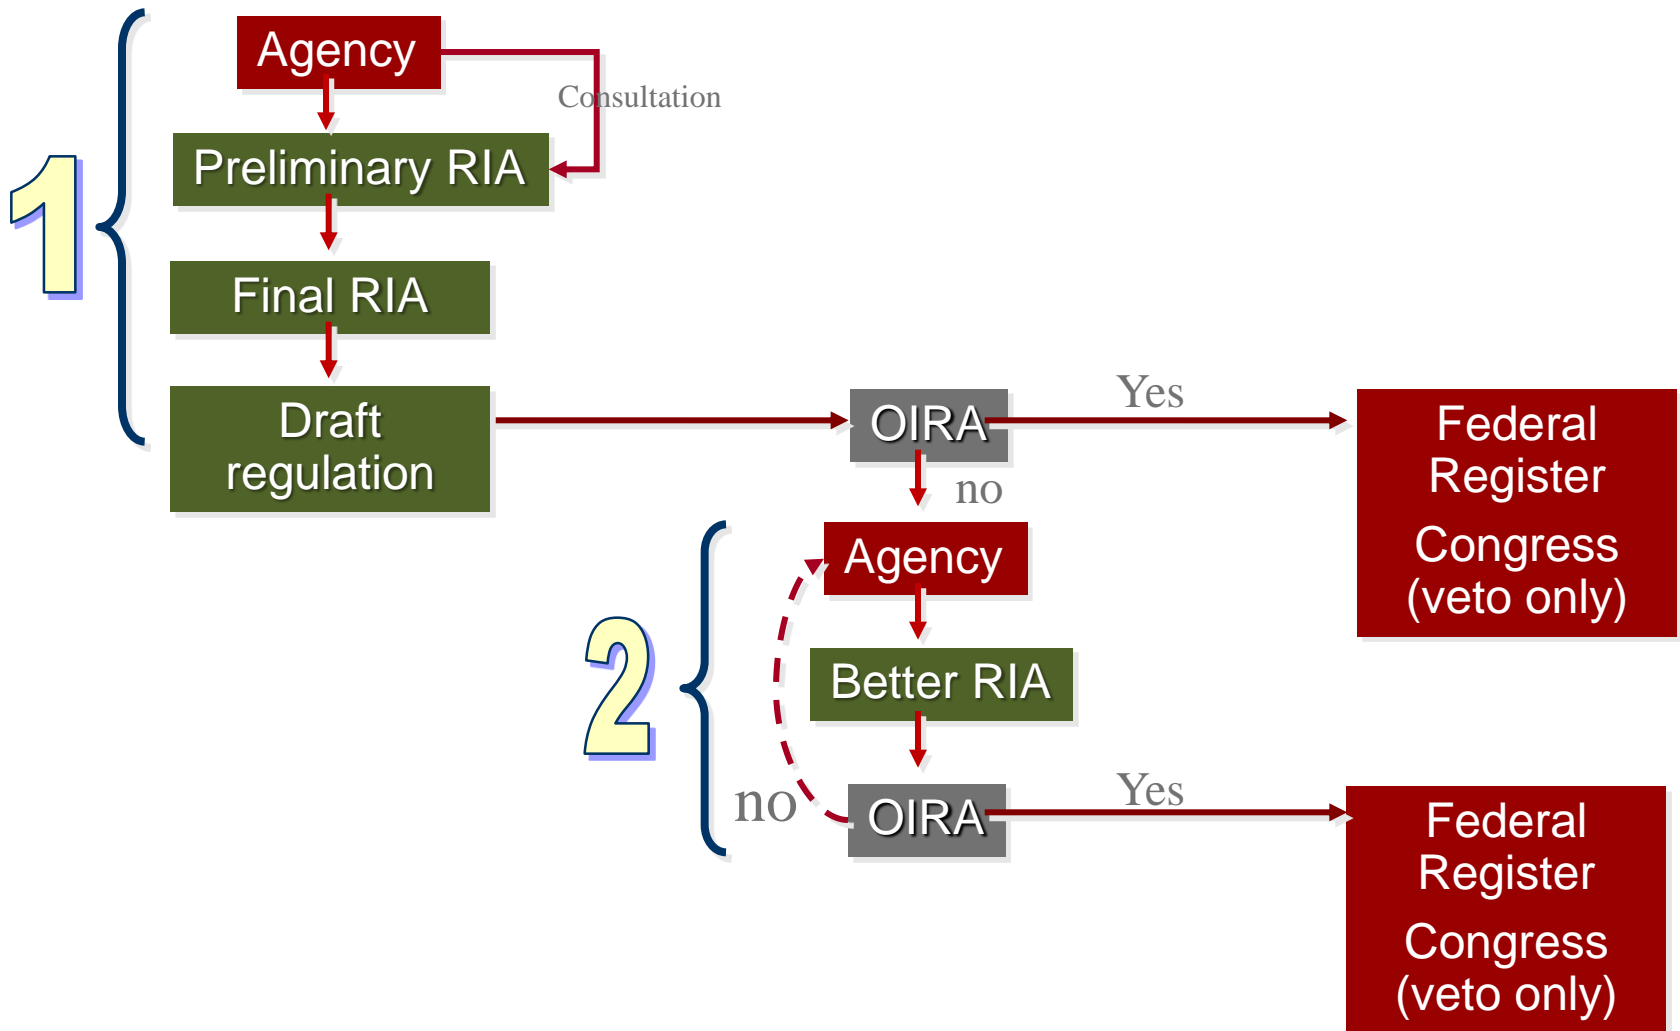 1
Agency
Consultation
Preliminary RIA
Final RIA
Draft
regulation
OIRA
Yes
Federal
Register
Congress
(veto only)
no
2
Agency
Better RIA
no
OIRA
Yes
Federal
Register
Congress
(veto only)